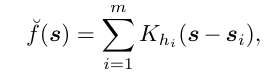 f̆(s) = ∑_{i=1}^{m} K_{h_i}(s − s_i),